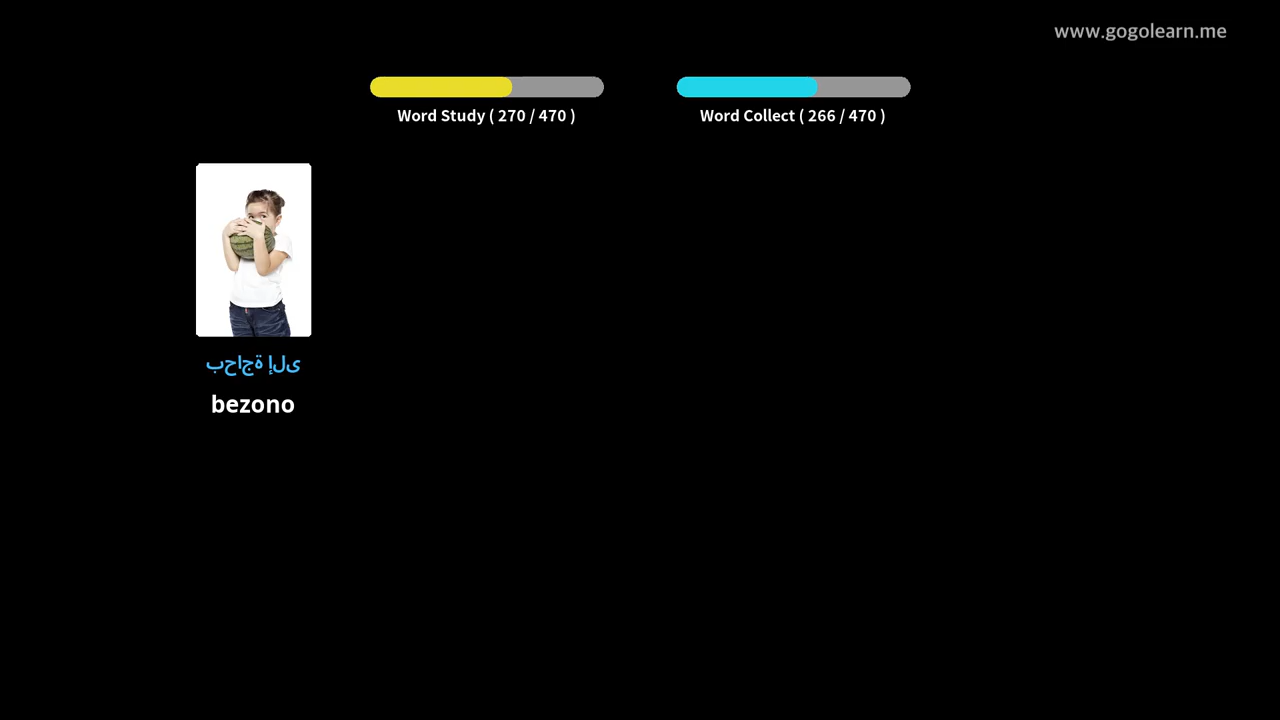 www.gogolearn.me
Word Study ( 270 / 470 )
Word Collect ( 266 / 470 )
بحاجة إلى
bezono